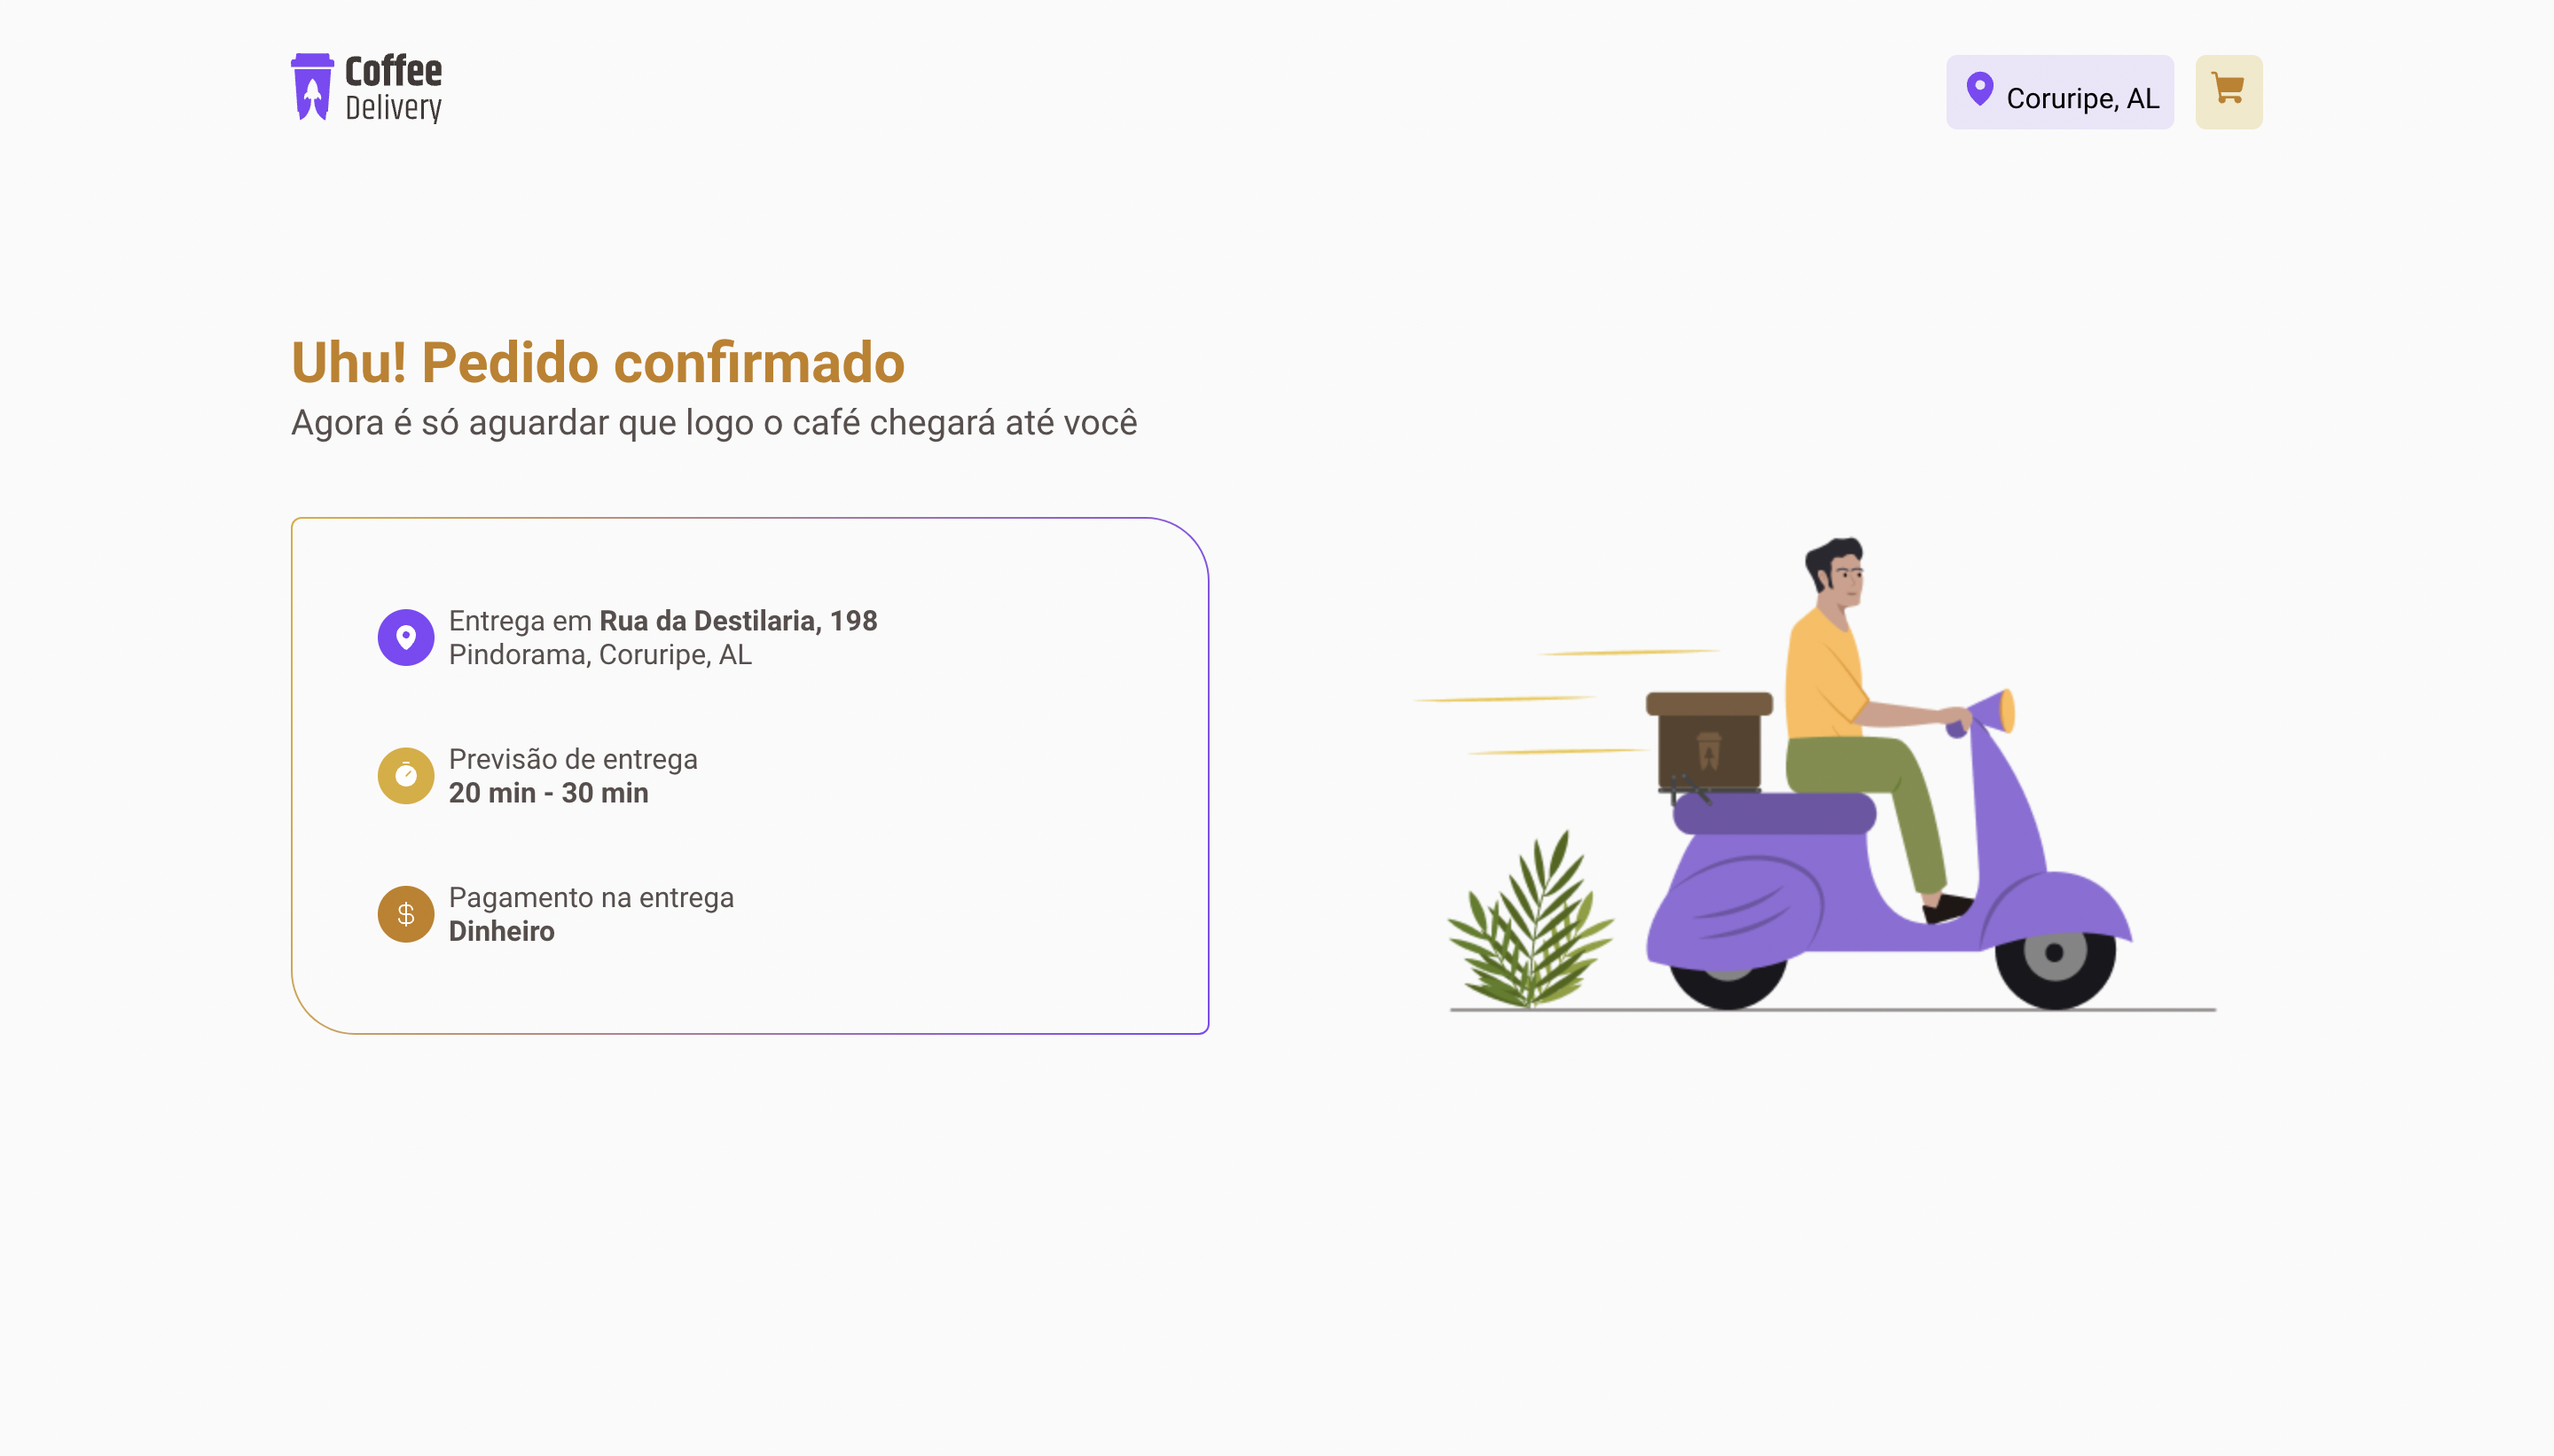 Coffee
Delivery
Coruripe, AL
Uhu! Pedido confirmado
Agora é só aguardar que logo o café chegará até você
Entrega em Rua da Destilaria, 198
Pindorama, Coruripe, AL
Previsão de entrega
20 min - 30 min
Pagamento na entrega
Dinheiro